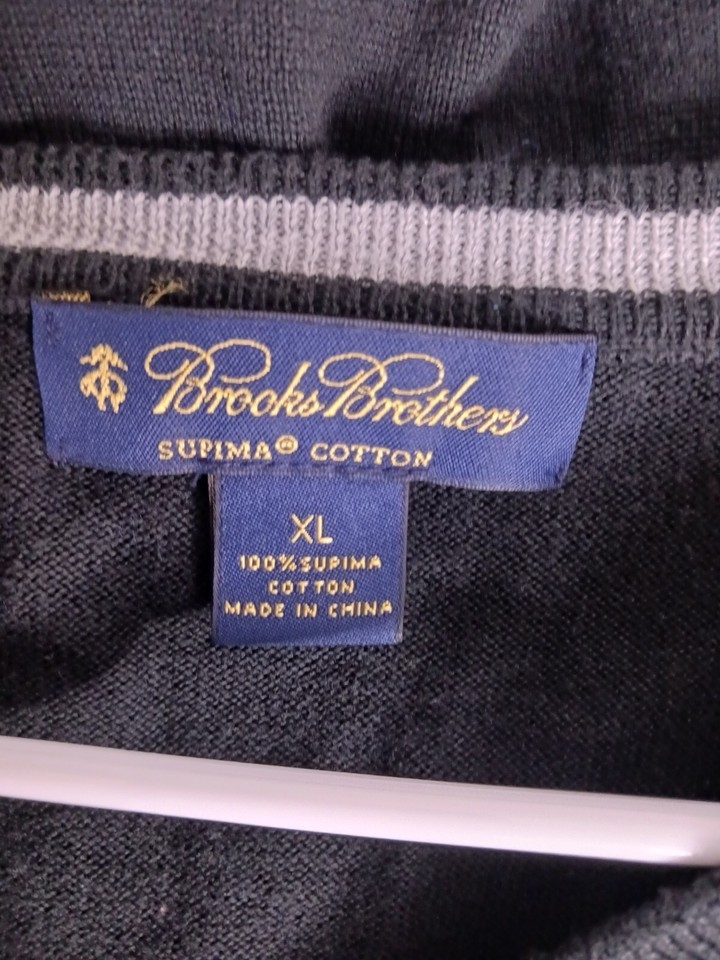 Brooks Brothers
SUPIMA® COTTON
XL
100% SUPIMA
COTTON
MADE IN CHINA